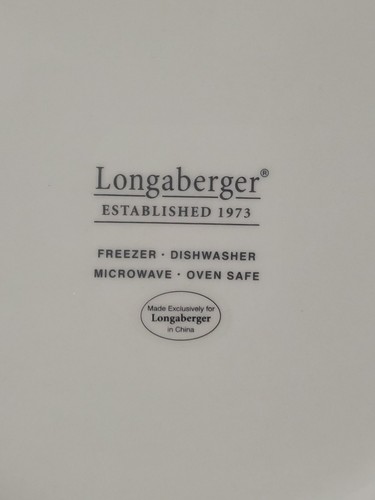 Longaberger®
ESTABLISHED 1973
FREEZER · DISHWASHER
MICROWAVE · OVEN SAFE
Made Exclusively for
Longaberger
in China